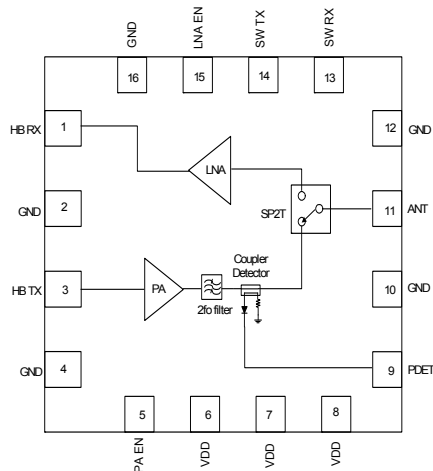 GND
LNA EN
SW TX
SW RX
16
15
14
13
HB RX
1
12
GND
LNA
GND
2
SP2T
11
ANT
Coupler
Detector
HB TX
3
PA
10
GND
2fo filter
GND
4
9
PDET
5
6
7
8
PA EN
VDD
VDD
VDD